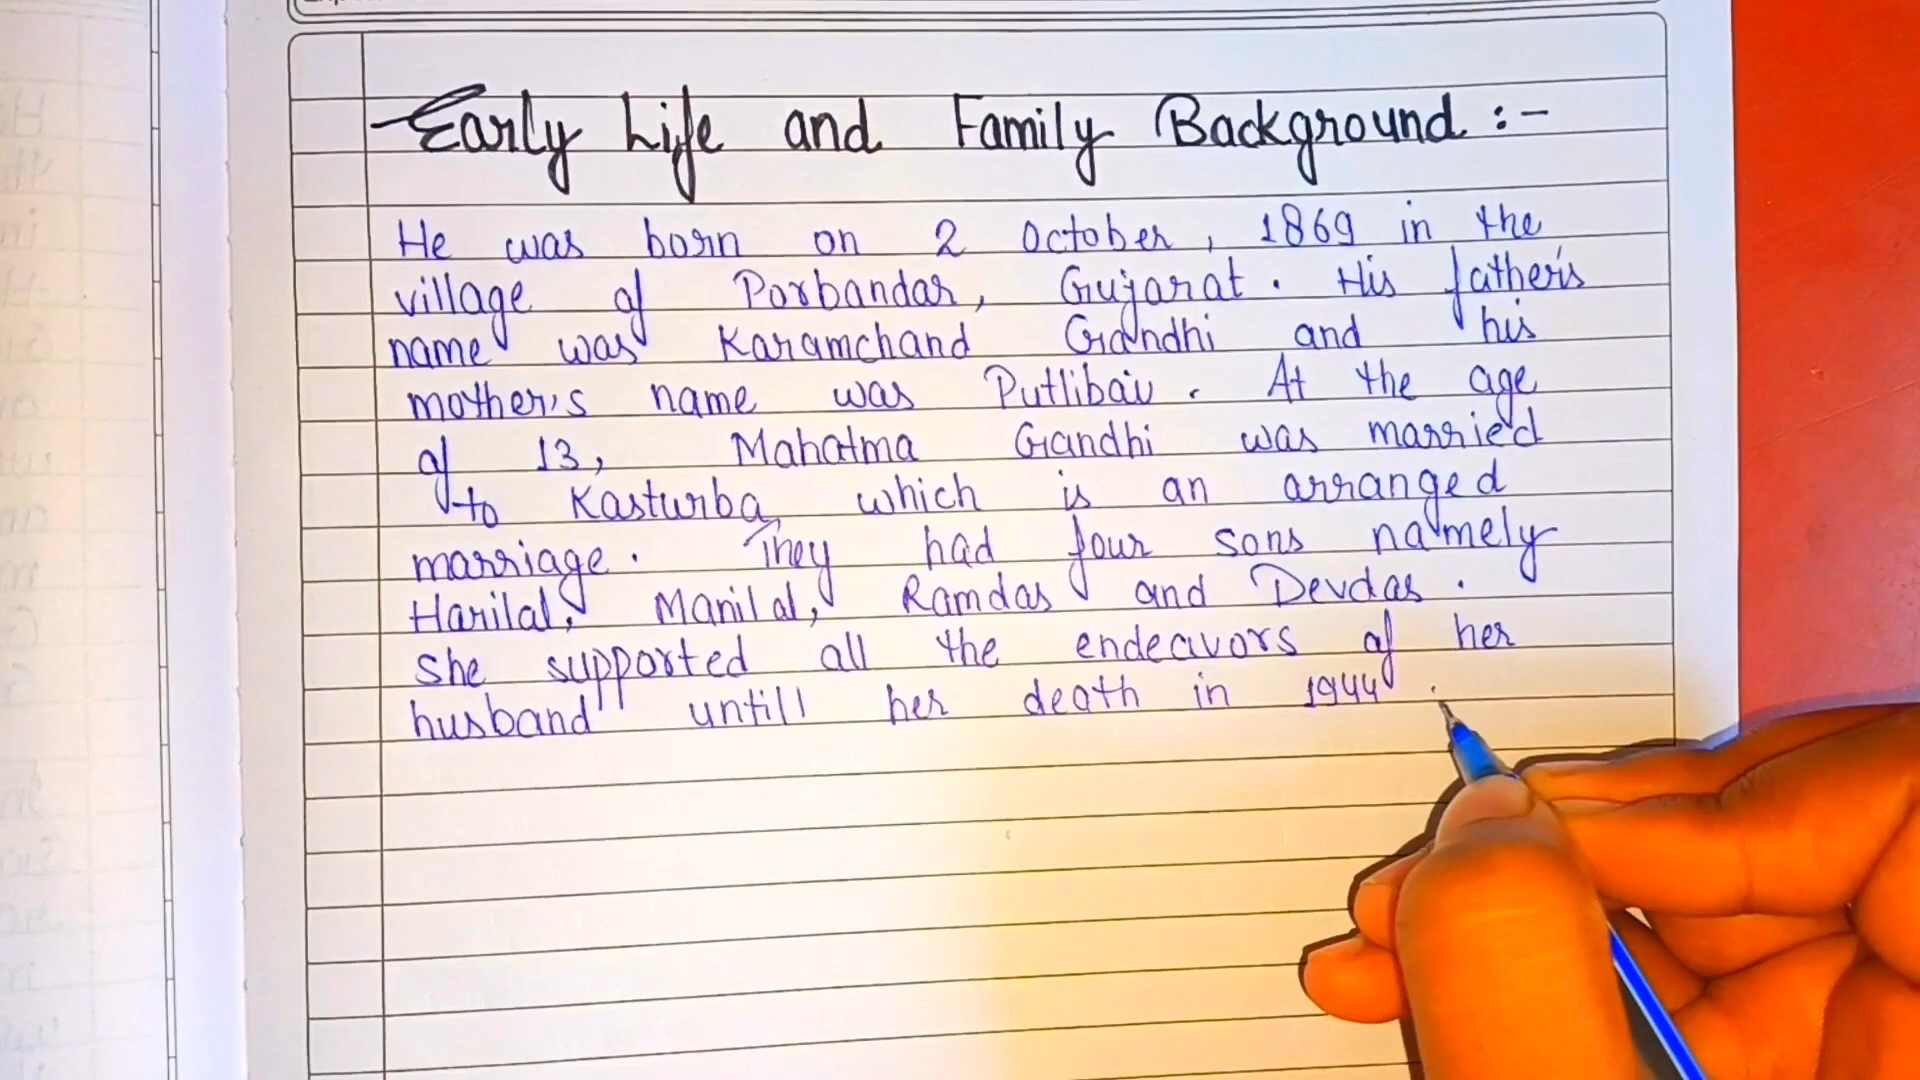 Early Life and Family Background :-
He was born on 2 October, 1869 in the
village of Porbandar, Gujarat. His father's
name was Karamchand Gandhi and his
mother's name was Putlibai. At the age
of 13, Mahatma Gandhi was married
to Kasturba, which is an arranged
marriage. They had four sons namely
Harilal, Manilal, Ramdas and Devdas.
She supported all the endeavors of her
husband untill her death in 1944.